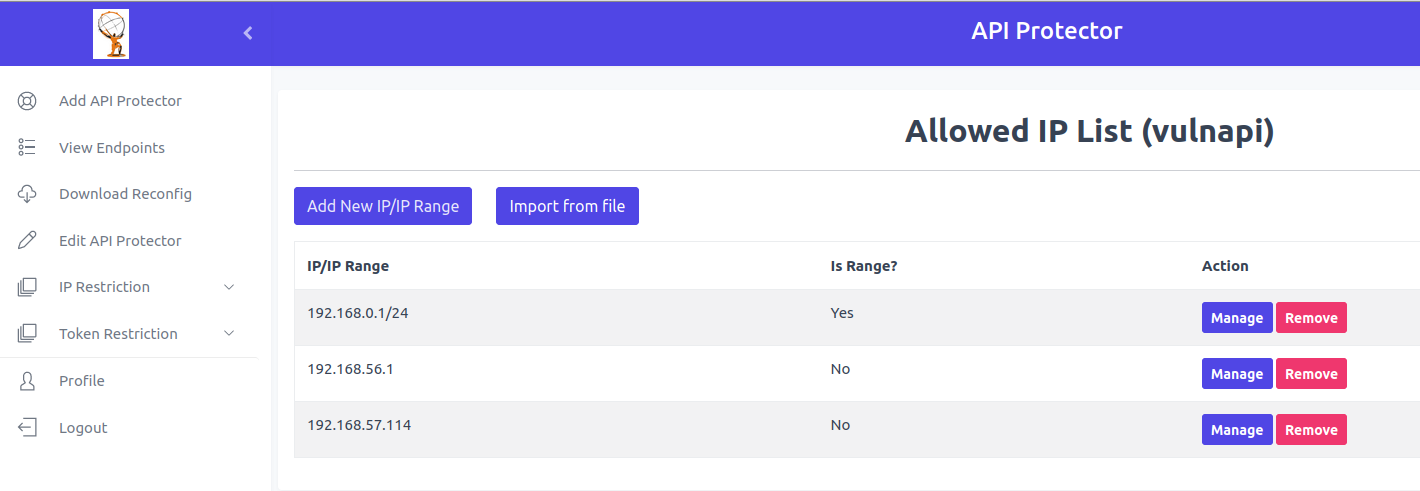 API Protector
Add API Protector
View Endpoints
Download Reconfig
Edit API Protector
IP Restriction
Token Restriction
Profile
Logout
Allowed IP List (vulnapi)
Add New IP/IP Range Import from file
IP/IP Range Is Range? Action
192.168.0.1/24 Yes Manage Remove
192.168.56.1 No Manage Remove
192.168.57.114 No Manage Remove